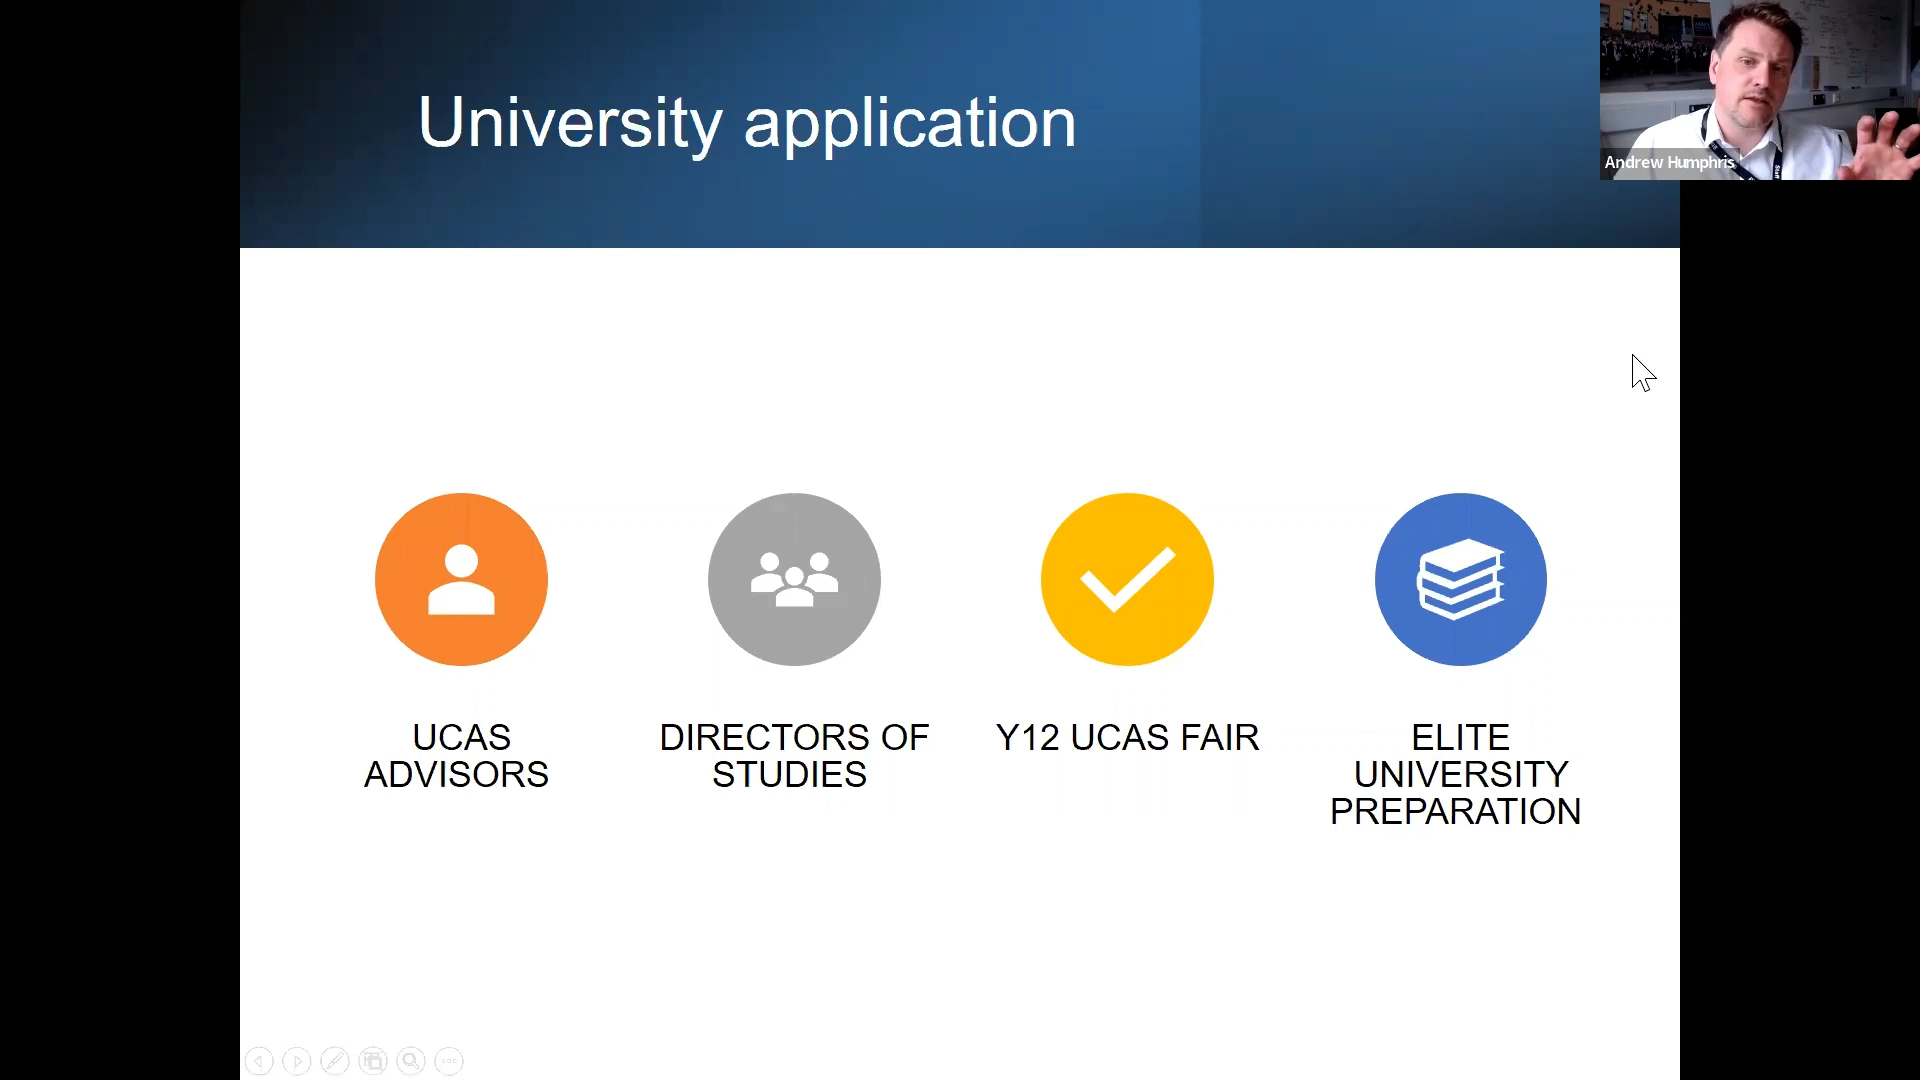 University application
Andrew Humphris
UCAS
ADVISORS
DIRECTORS OF
STUDIES
Y12 UCAS FAIR
ELITE
UNIVERSITY
PREPARATION